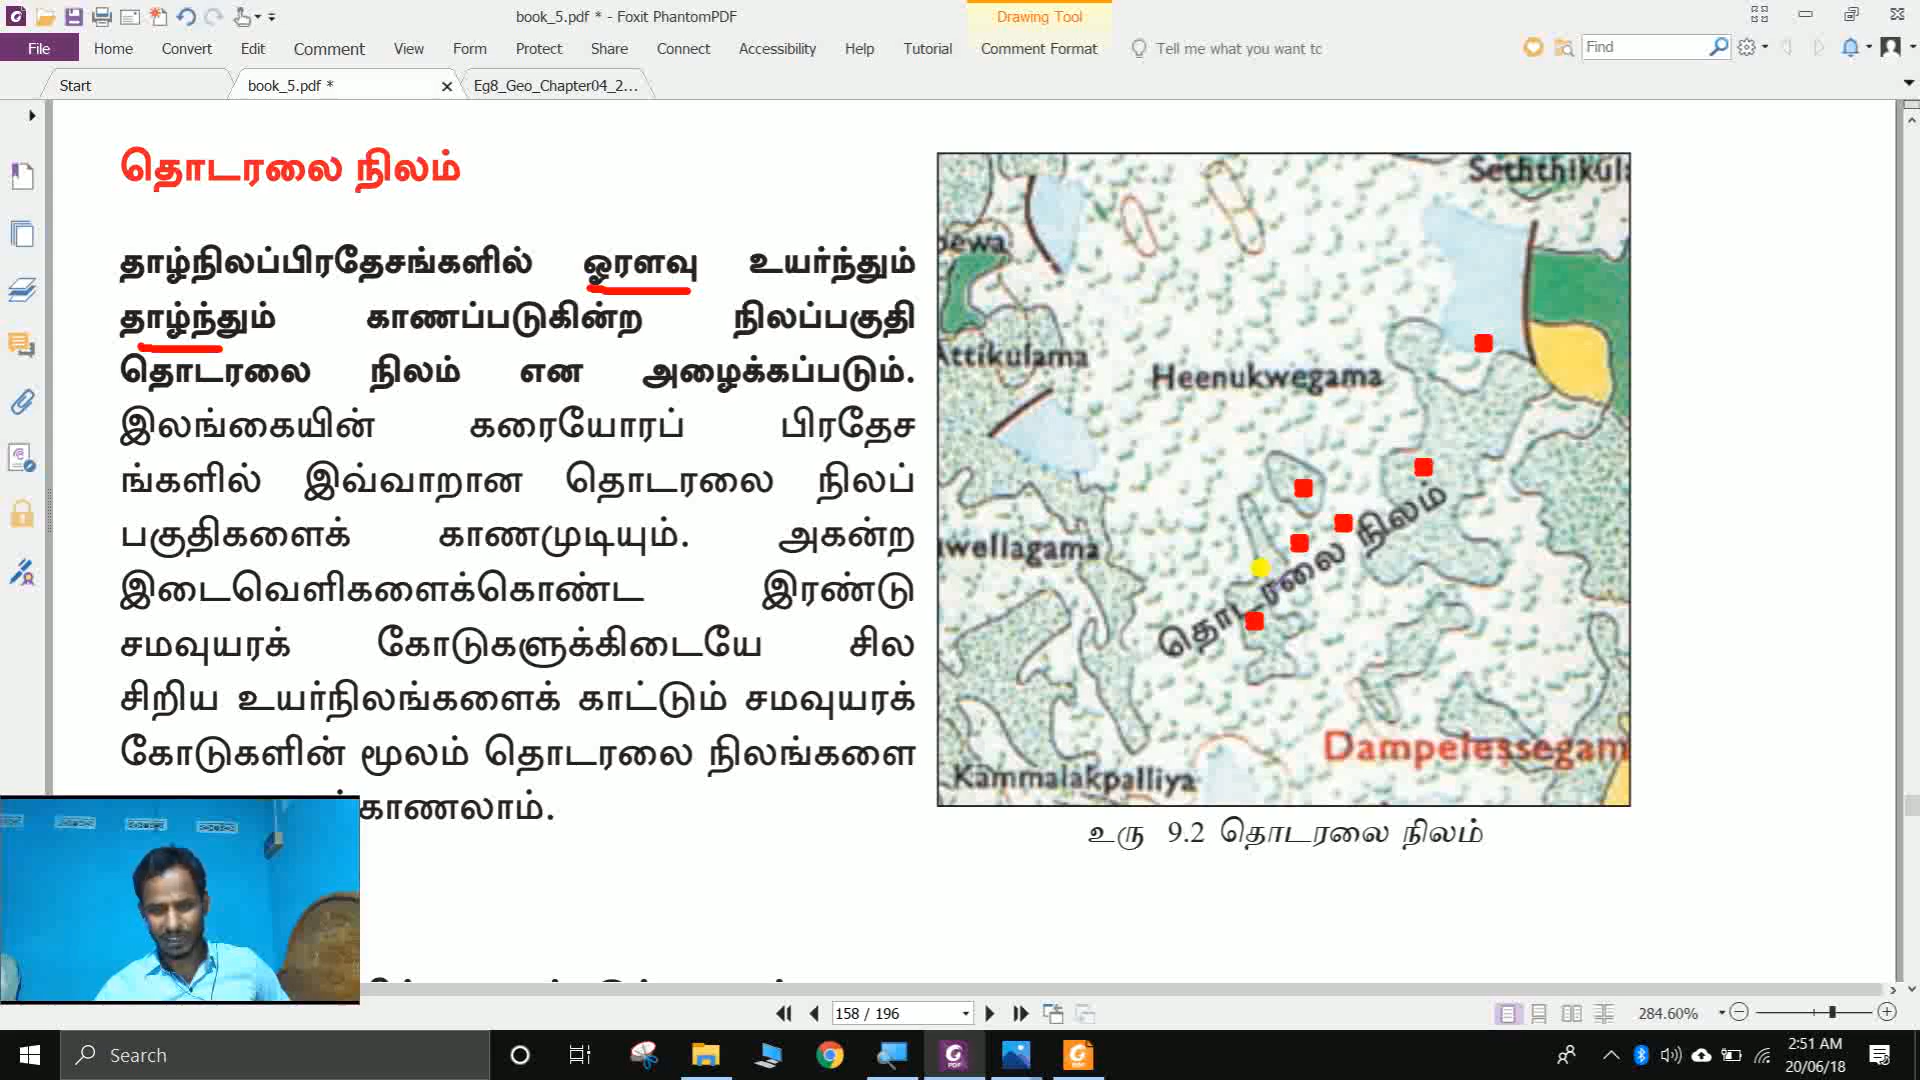 book_5.pdf * - Foxit PhantomPDF
Drawing Tool
File Home Convert Edit Comment View Form Protect Share Connect Accessibility Help Tutorial Comment Format Tell me what you want tc Find
Start book_5.pdf * Eg8_Geo_Chapter04_2...
தொடரலை நிலம்
தாழ்நிலப்பிரதேசங்களில் ஓரளவு உயர்ந்தும்
தாழ்ந்தும் காணப்படுகின்ற நிலப்பகுதி
தொடரலை நிலம் என அழைக்கப்படும்.
இலங்கையின் கரையோரப் பிரதேச
ங்களில் இவ்வாறான தொடரலை நிலப்
பகுதிகளைக் காணமுடியும். அகன்ற
இடைவெளிகளைக்கொண்ட இரண்டு
சமவுயரக் கோடுகளுக்கிடையே சில
சிறிய உயர்நிலங்களைக் காட்டும் சமவுயரக்
கோடுகளின் மூலம் தொடரலை நிலங்களை
காணலாம்.
Seththikul
ewa
Attikulama
Heenukwegama
wellagama
தொடரலை நிலம்
Dampelessegam
Kammalakpalliya
உரு 9.2 தொடரலை நிலம்
158 / 196
284.60%
Search
2:51 AM
20/06/18